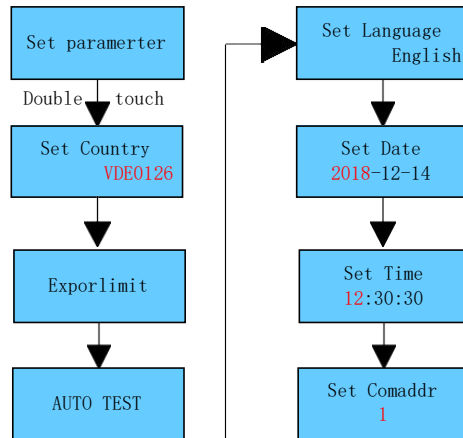 Set paramerter
Double touch
Set Country
VDE0126
Exporlimit
AUTO TEST
Set Language
English
Set Date
2018-12-14
Set Time
12:30:30
Set Comaddr
1